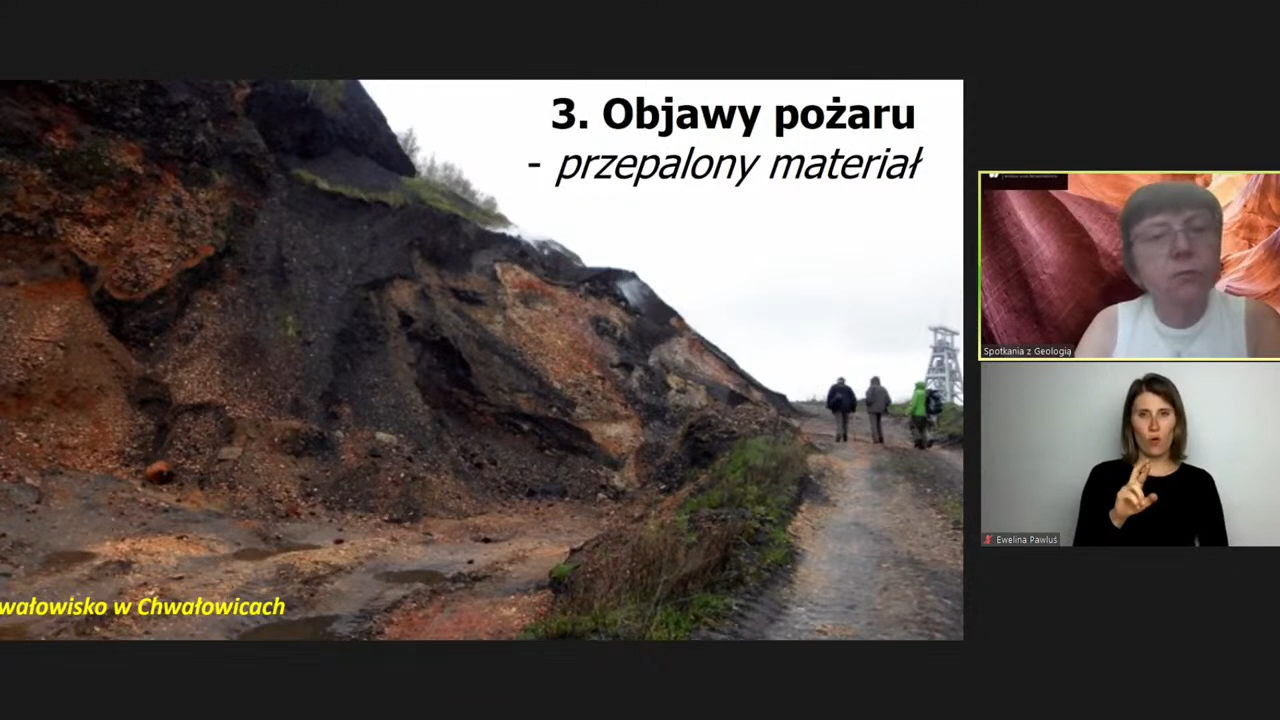 3. Objawy pożaru
- przepalony materiał
wałowisko w Chwałowicach
Spotkania z Geologią
Ewelina Pawluś